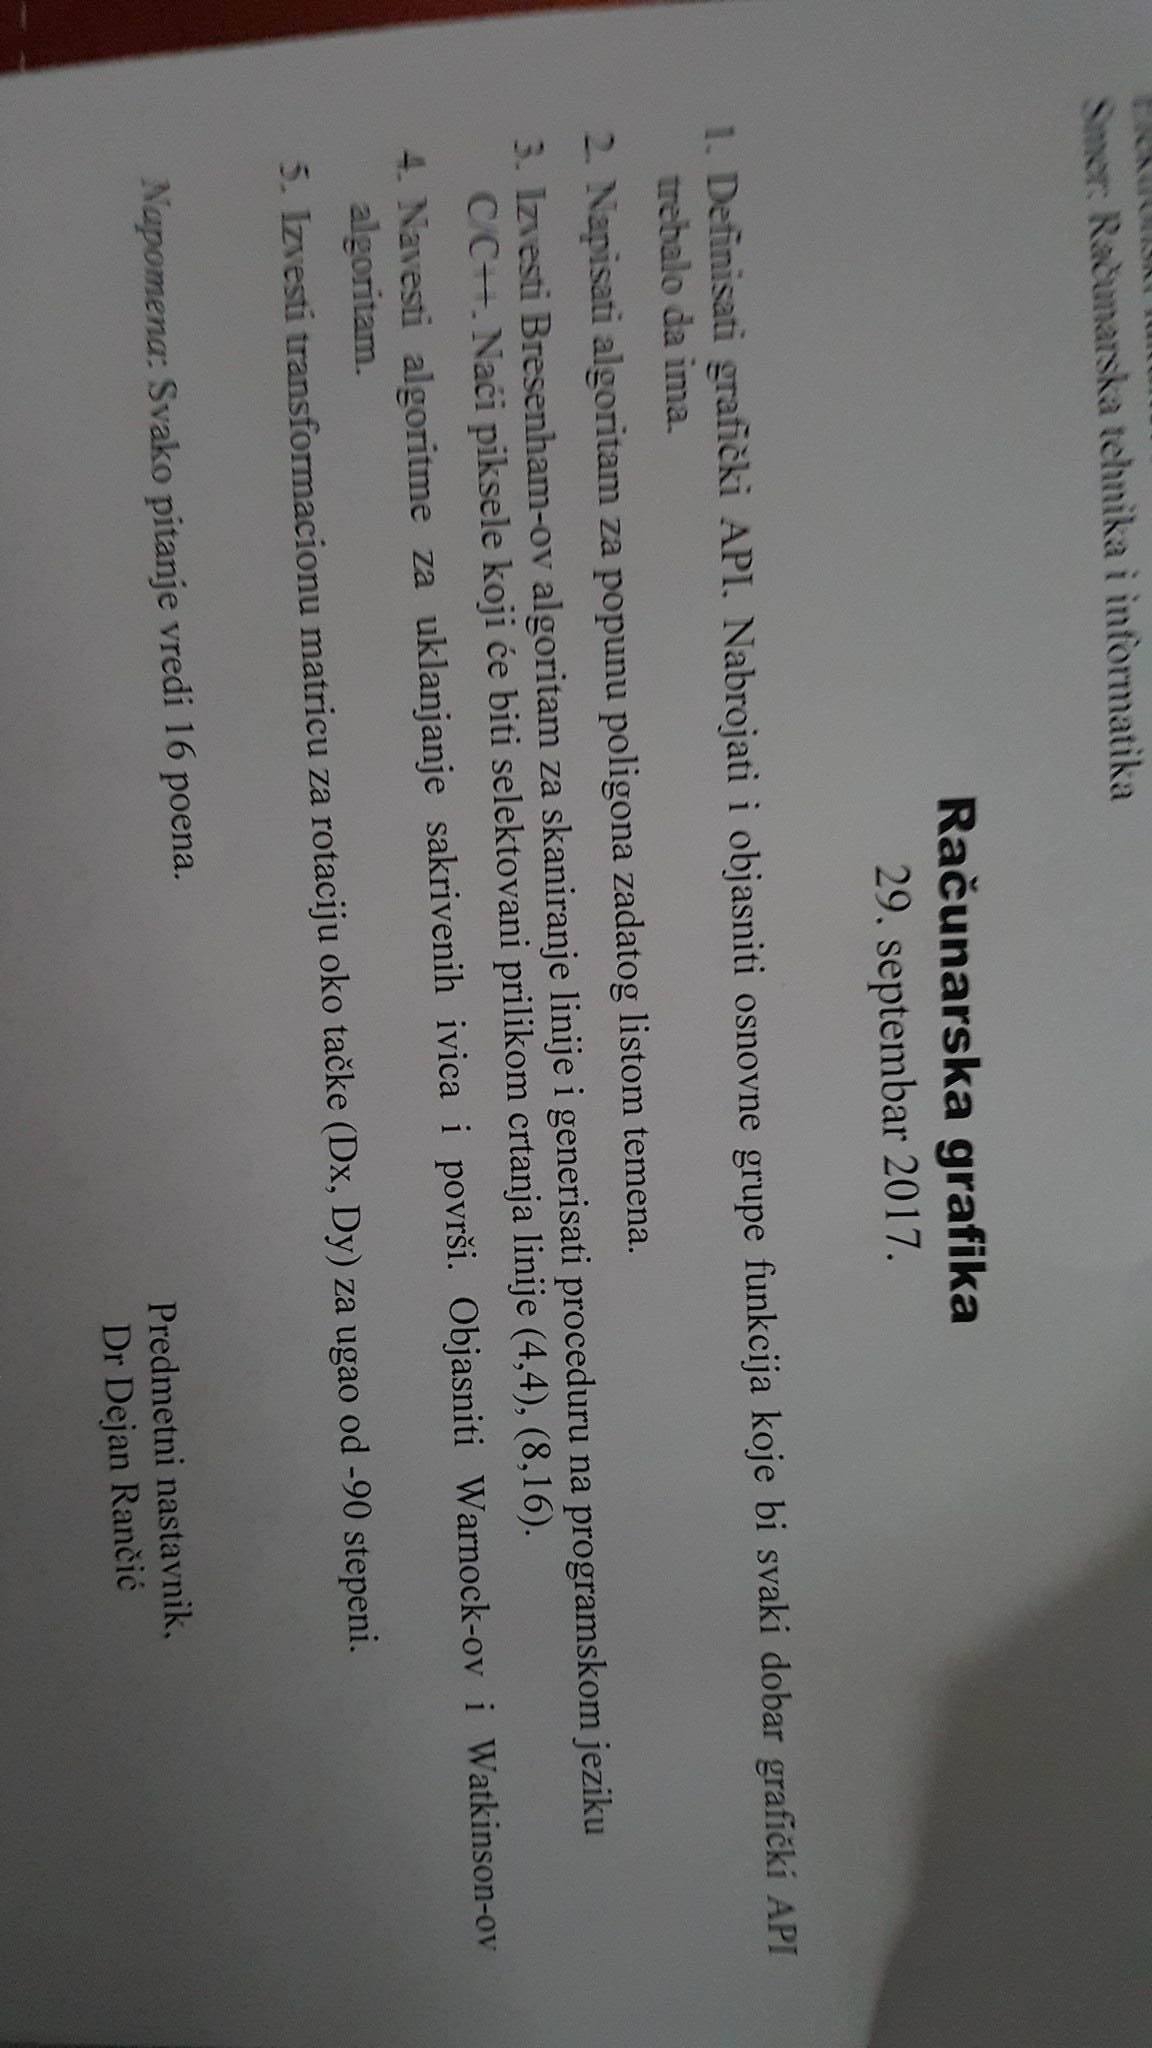 Smer: Računarska tehnika i informatika
Računarska grafika
29. septembar 2017.
1. Definisati grafički API. Nabrojati i objasniti osnovne grupe funkcija koje bi svaki dobar grafički API
trebalo da ima.
2. Napisati algoritam za popunu poligona zadatog listom temena.
3. Izvesti Bresenham-ov algoritam za skaniranje linije i generisati proceduru na programskom jeziku
C/C++. Naći piksele koji će biti selektovani prilikom crtanja linije (4,4), (8,16).
4. Navesti algoritme za uklanjanje sakrivenih ivica i površi. Objasniti Warnock-ov i Watkinson-ov
algoritam.
5. Izvesti transformacionu matricu za rotaciju oko tačke (Dx, Dy) za ugao od -90 stepeni.
Napomena: Svako pitanje vredi 16 poena.
Predmetni nastavnik,
Dr Dejan Rančić